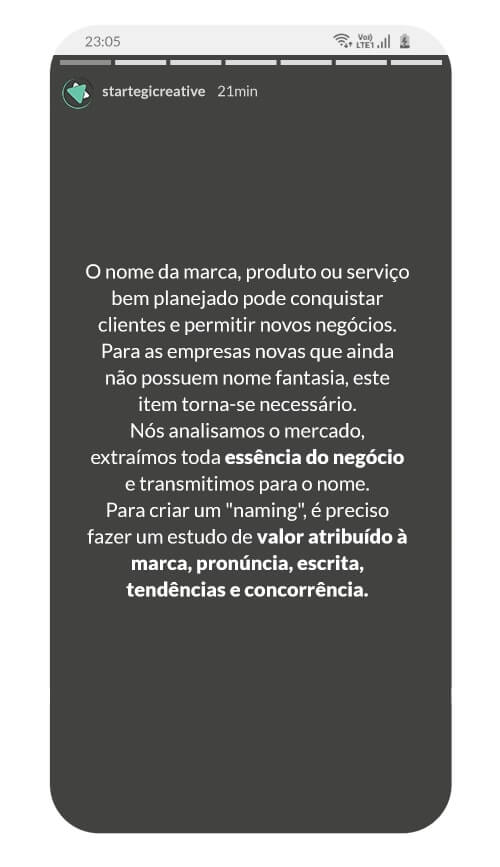 23:05 Vo)) LTE1
startegicreative 21min
O nome da marca, produto ou serviço
bem planejado pode conquistar
clientes e permitir novos negócios.
Para as empresas novas que ainda
não possuem nome fantasia, este
item torna-se necessário.
Nós analisamos o mercado,
extraímos toda essência do negócio
e transmitimos para o nome.
Para criar um "naming", é preciso
fazer um estudo de valor atribuído à
marca, pronúncia, escrita,
tendências e concorrência.